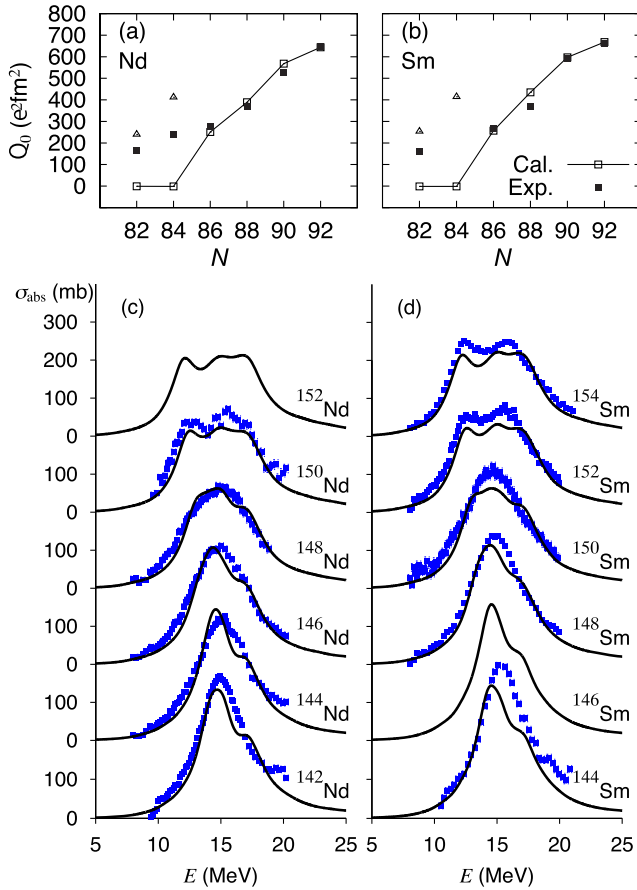 (a)
Nd
(b)
Sm
Q0 (e²fm²)
800
700
600
500
400
300
200
100
0
Cal.
Exp.
82 84 86 88 90 92
82 84 86 88 90 92
N
N
σabs (mb)
(c)
(d)
300
200
100
0
152Nd
154Sm
100
0
150Nd
152Sm
100
0
148Nd
150Sm
100
0
146Nd
148Sm
100
0
144Nd
146Sm
100
0
142Nd
144Sm
5 10 15 20 25
5 10 15 20 25
E (MeV)
E (MeV)